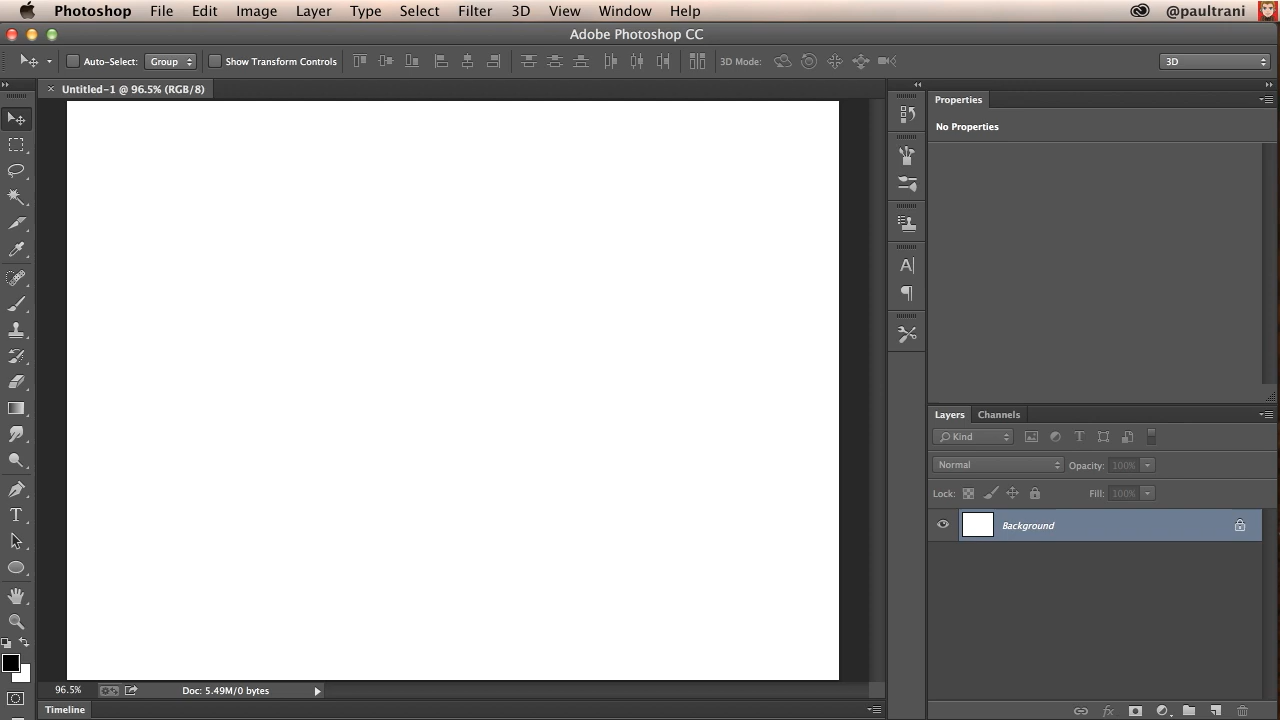 Photoshop File Edit Image Layer Type Select Filter 3D View Window Help @paultrani
Adobe Photoshop CC
Auto-Select: Group Show Transform Controls 3D Mode: 3D
Untitled-1 @ 96.5% (RGB/8)
Properties
No Properties
Layers Channels
Kind
Normal Opacity: 100%
Lock: Fill: 100%
Background
96.5% Doc: 5.49M/0 bytes
Timeline